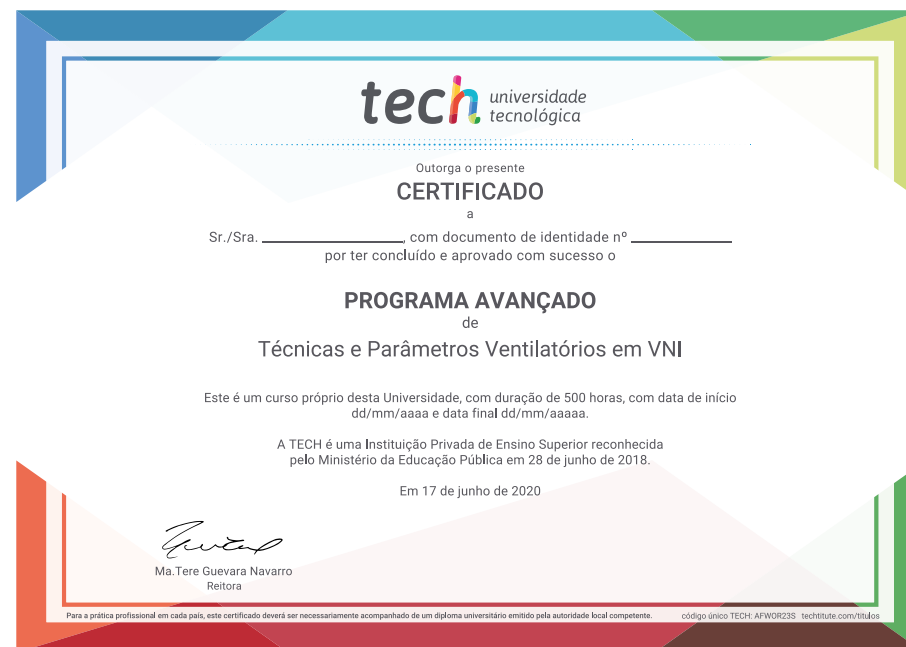 tech universidade
tecnológica
Outorga o presente
CERTIFICADO
a
Sr./Sra. ____________, com documento de identidade nº ____________
por ter concluído e aprovado com sucesso o
PROGRAMA AVANÇADO
de
Técnicas e Parâmetros Ventilatórios em VNI
Este é um curso próprio desta Universidade, com duração de 500 horas, com data de início
dd/mm/aaaa e data final dd/mm/aaaaa.
A TECH é uma Instituição Privada de Ensino Superior reconhecida
pelo Ministério da Educação Pública em 28 de junho de 2018.
Em 17 de junho de 2020
Ma.Tere Guevara Navarro
Reitora
Para a prática profissional em cada país, este certificado deverá ser necessariamente acompanhado de um diploma universitário emitido pela autoridade local competente. código único TECH: AFWOR23S techtitute.com/titulos